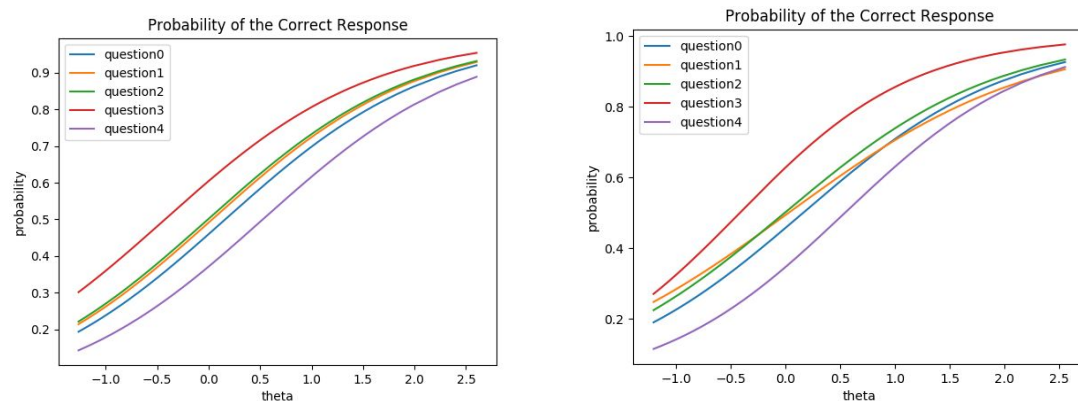 Probability of the Correct Response
question0
question1
question2
question3
question4
0.9
0.8
0.7
0.6
0.5
0.4
0.3
0.2
probability
−1.0 −0.5 0.0 0.5 1.0 1.5 2.0 2.5
theta
Probability of the Correct Response
question0
question1
question2
question3
question4
1.0
0.8
0.6
0.4
0.2
probability
−1.0 −0.5 0.0 0.5 1.0 1.5 2.0 2.5
theta